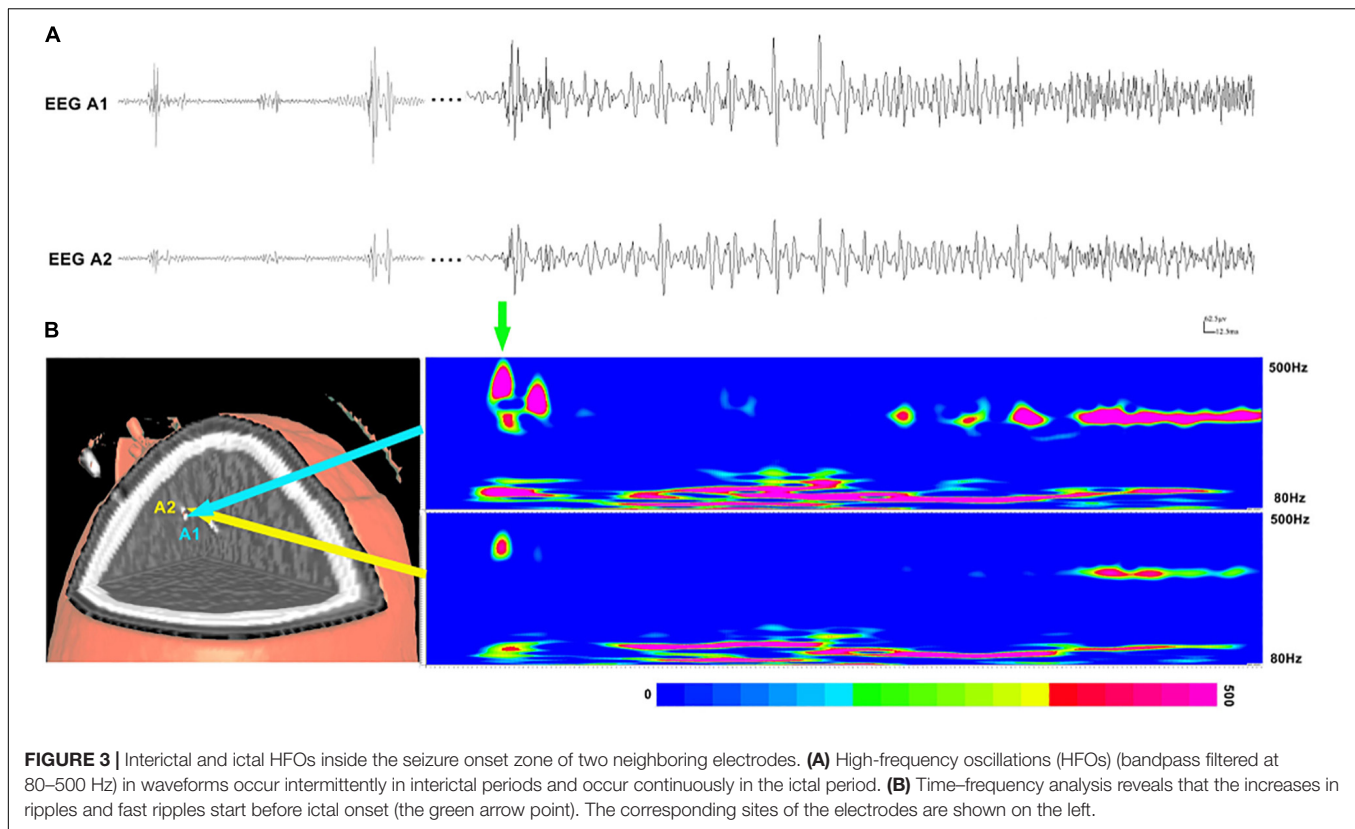 A
EEG A1
EEG A2
62.5μv
12.5ms
B
500Hz
A2
A1
80Hz
500Hz
80Hz
0
500
FIGURE 3 | Interictal and ictal HFOs inside the seizure onset zone of two neighboring electrodes. (A) High-frequency oscillations (HFOs) (bandpass filtered at
80–500 Hz) in waveforms occur intermittently in interictal periods and occur continuously in the ictal period. (B) Time–frequency analysis reveals that the increases in
ripples and fast ripples start before ictal onset (the green arrow point). The corresponding sites of the electrodes are shown on the left.